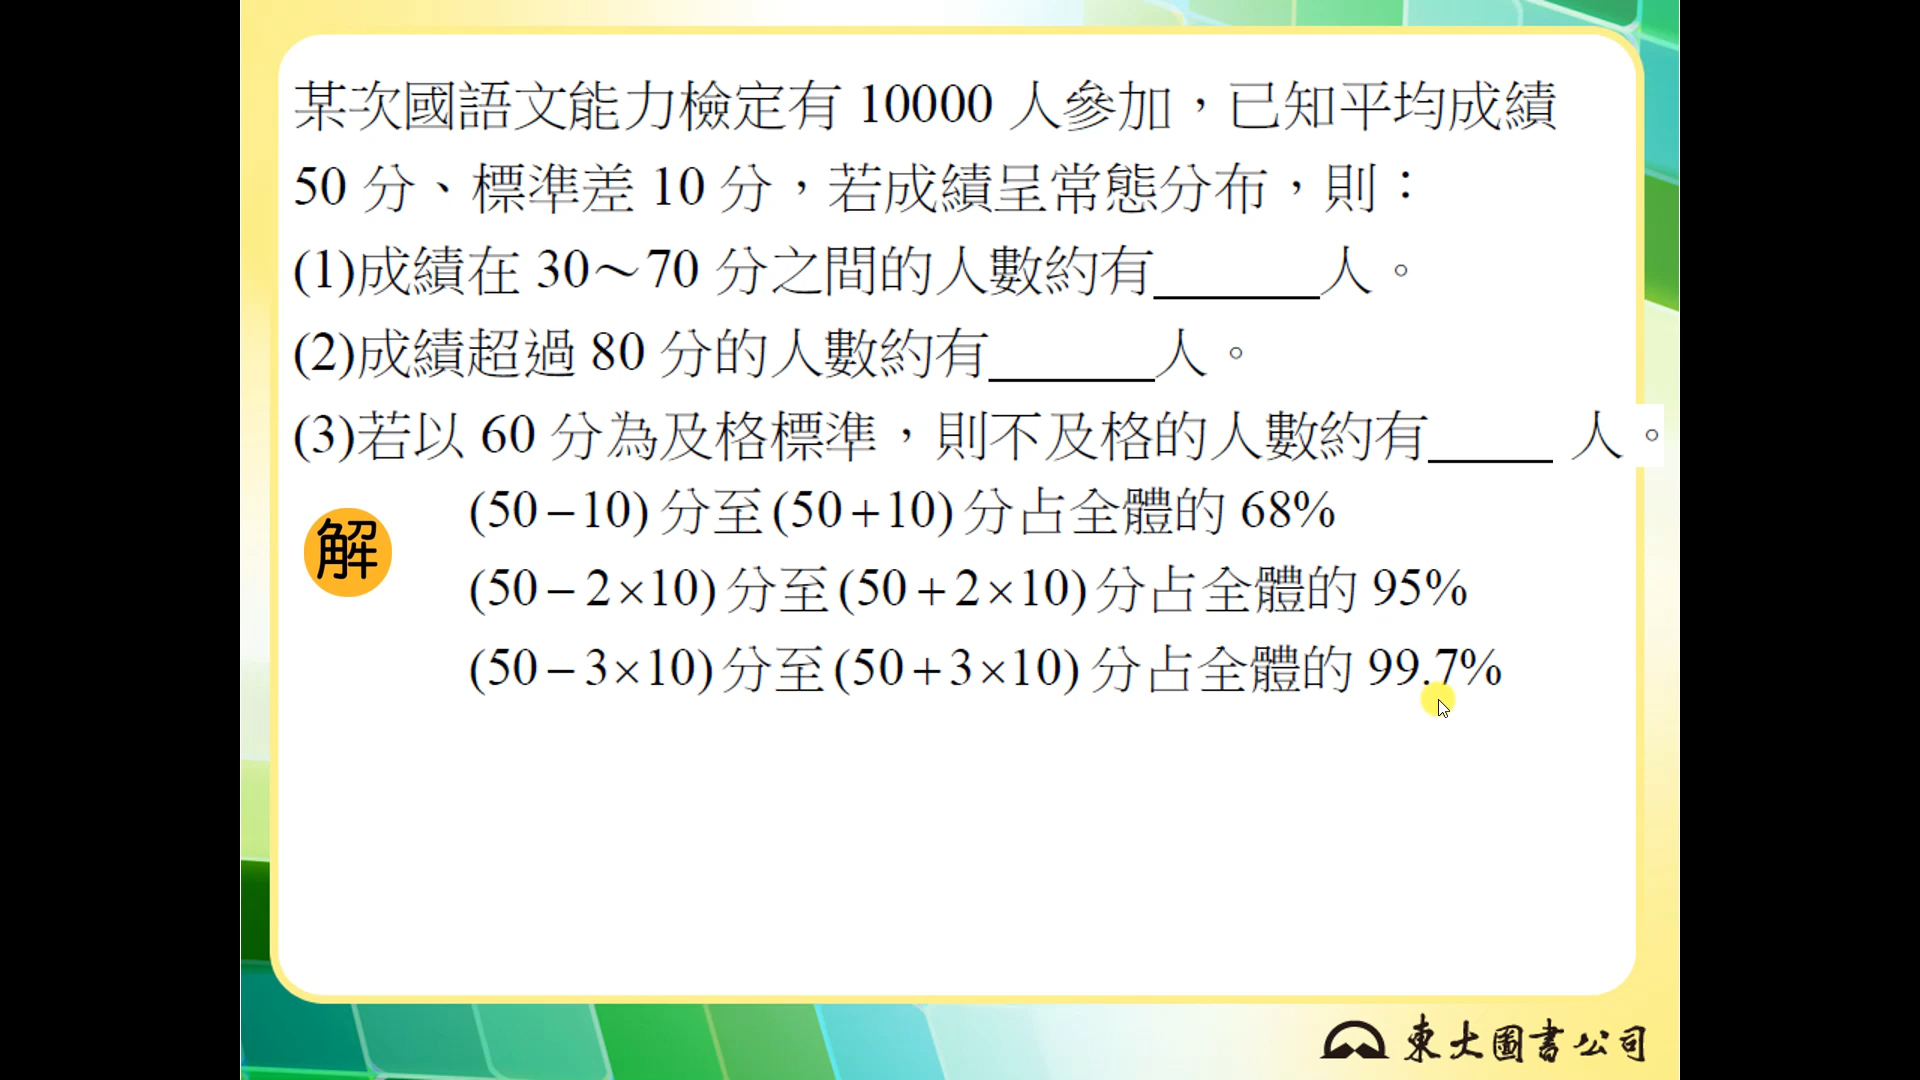 某次國語文能力檢定有 10000 人參加，已知平均成績
50 分、標準差 10 分，若成績呈常態分布，則：
(1)成績在 30～70 分之間的人數約有______人。
(2)成績超過 80 分的人數約有______人。
(3)若以 60 分為及格標準，則不及格的人數約有_____ 人。
解
(50−10) 分至 (50+10) 分占全體的 68%
(50−2×10) 分至 (50+2×10) 分占全體的 95%
(50−3×10) 分至 (50+3×10) 分占全體的 99.7%
東大圖書公司